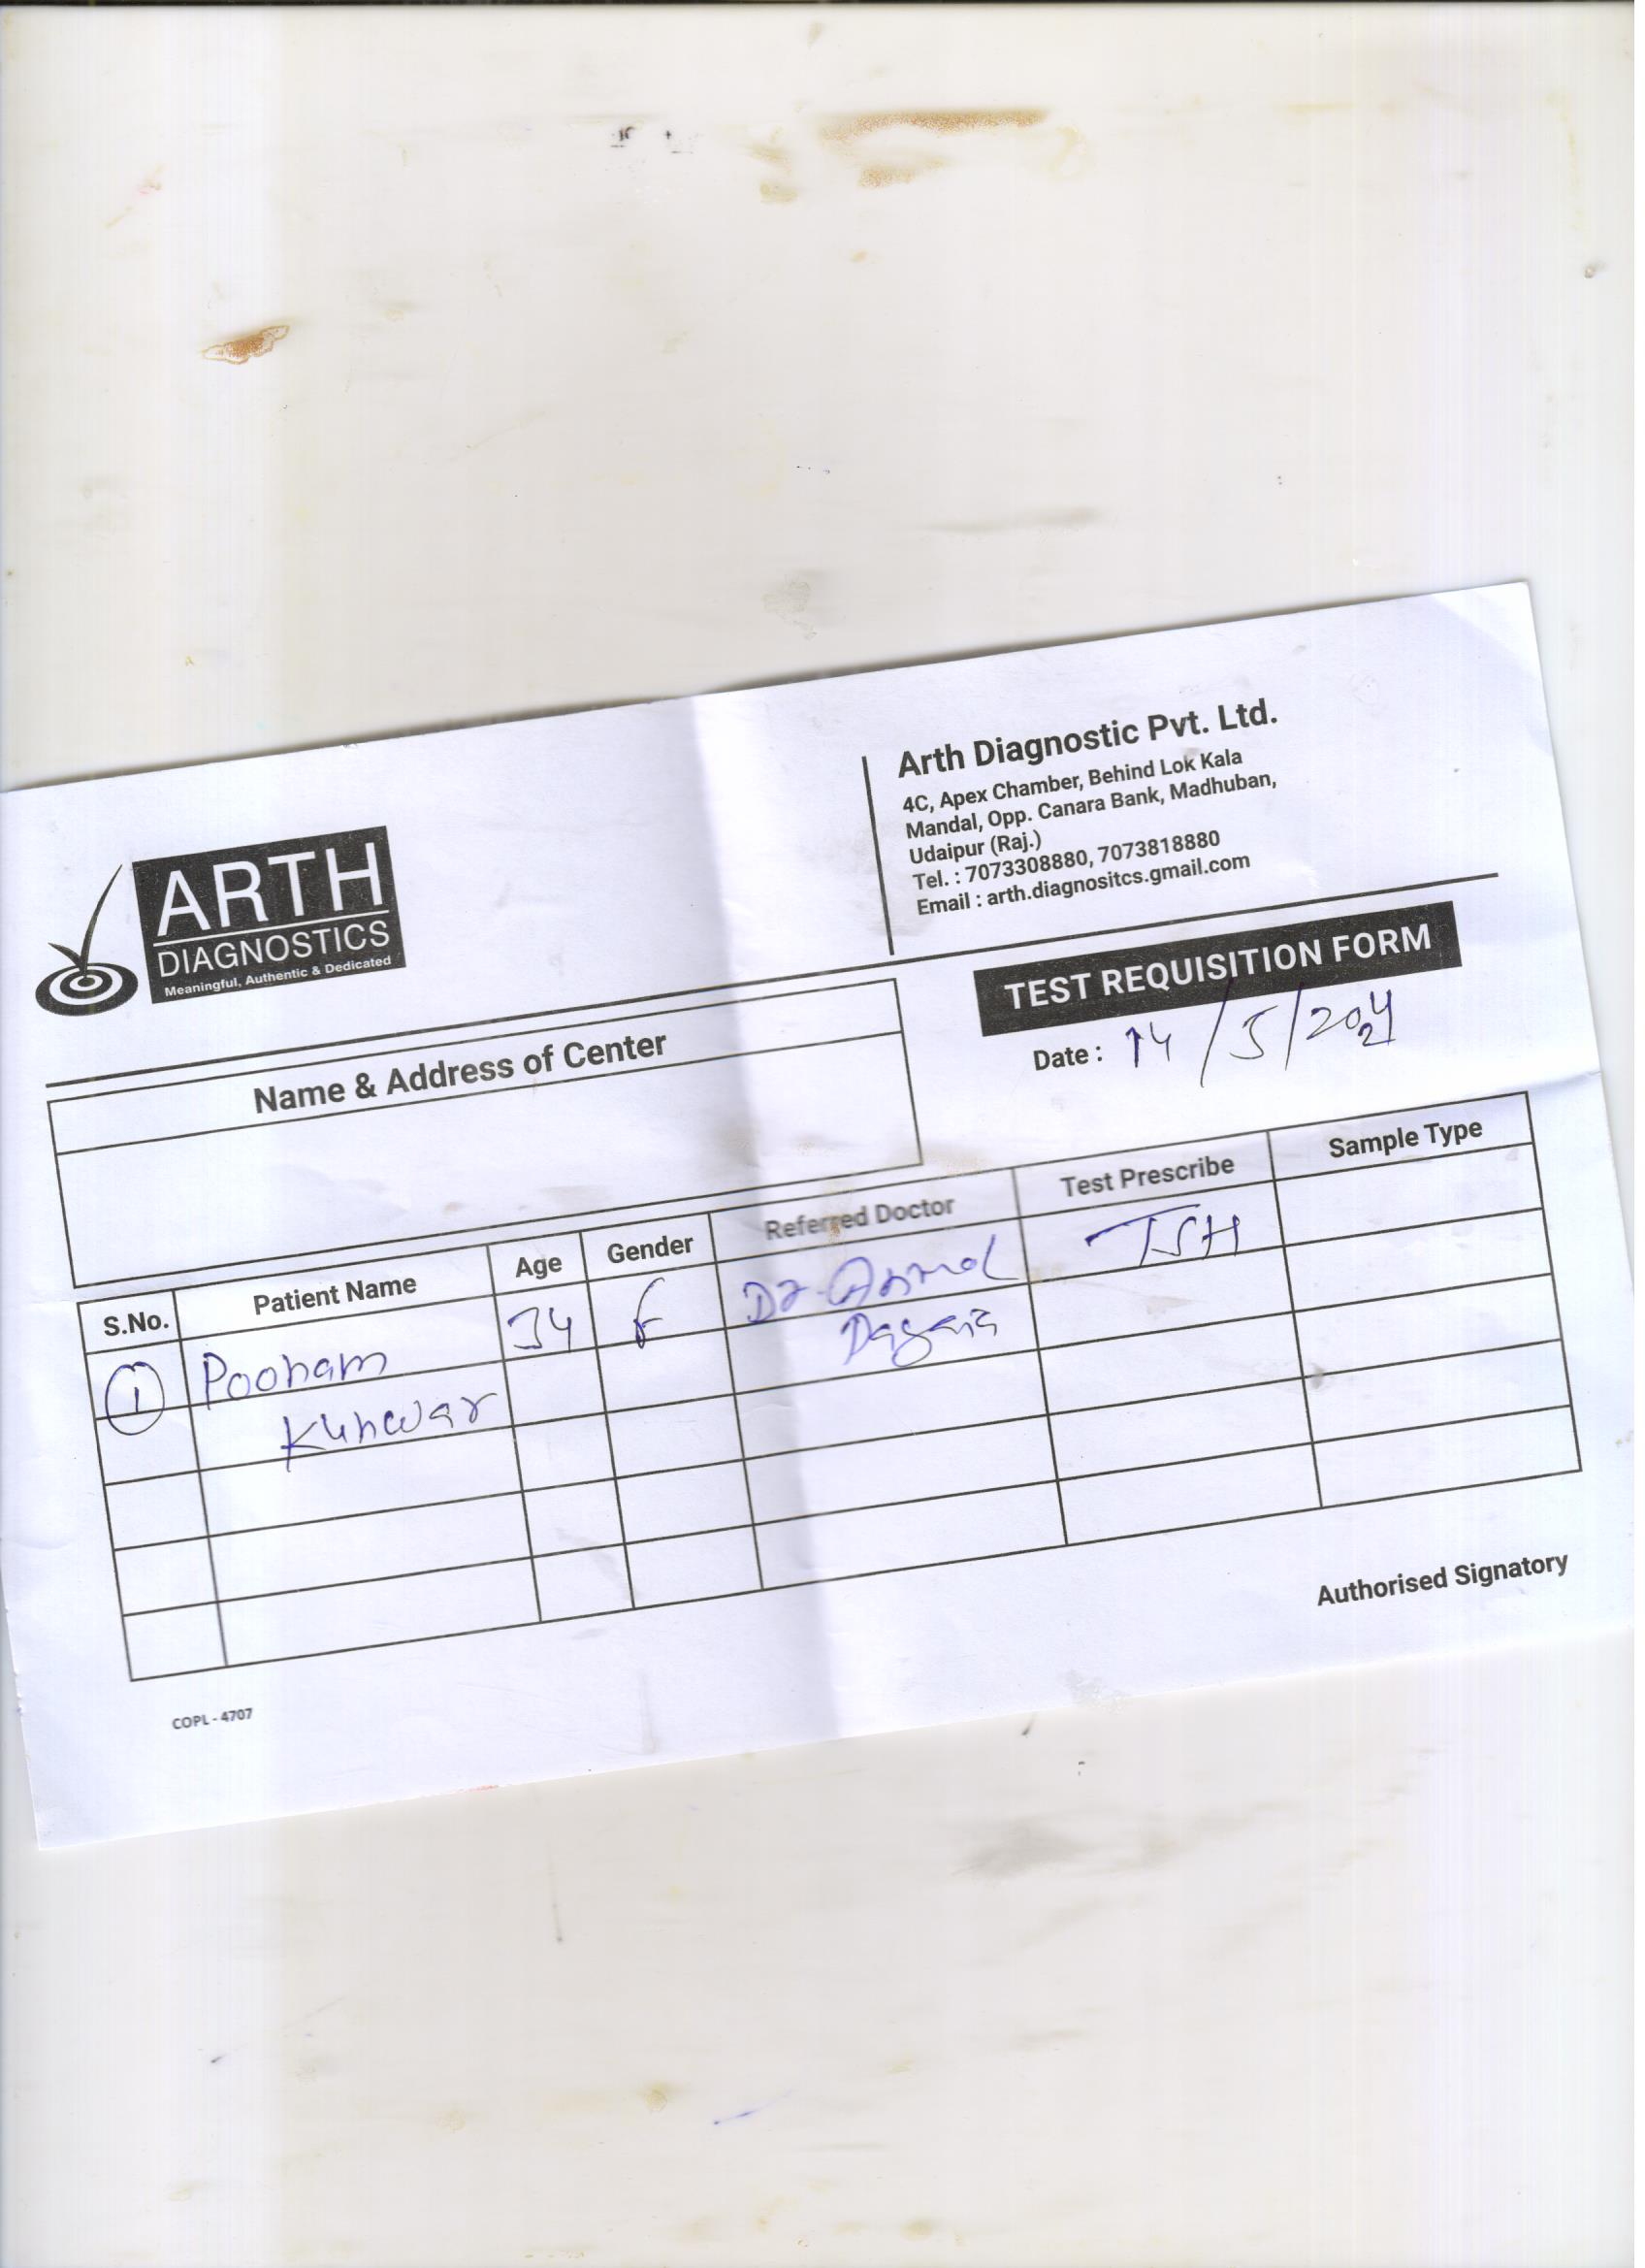 ARTH
DIAGNOSTICS
Meaningful, Authentic & Dedicated
Arth Diagnostic Pvt. Ltd.
4C, Apex Chamber, Behind Lok Kala
Mandal, Opp. Canara Bank, Madhuban,
Udaipur (Raj.)
Tel. : 7073308880, 7073818880
Email : arth.diagnositcs.gmail.com
TEST REQUISITION FORM
Date : 14/5/2024
Name & Address of Center
S.No. Patient Name Age Gender Referred Doctor Test Prescribe Sample Type
1 Poonam 34 F Dr. Anmol TSH
Kunwar
Authorised Signatory
COPL - 4707